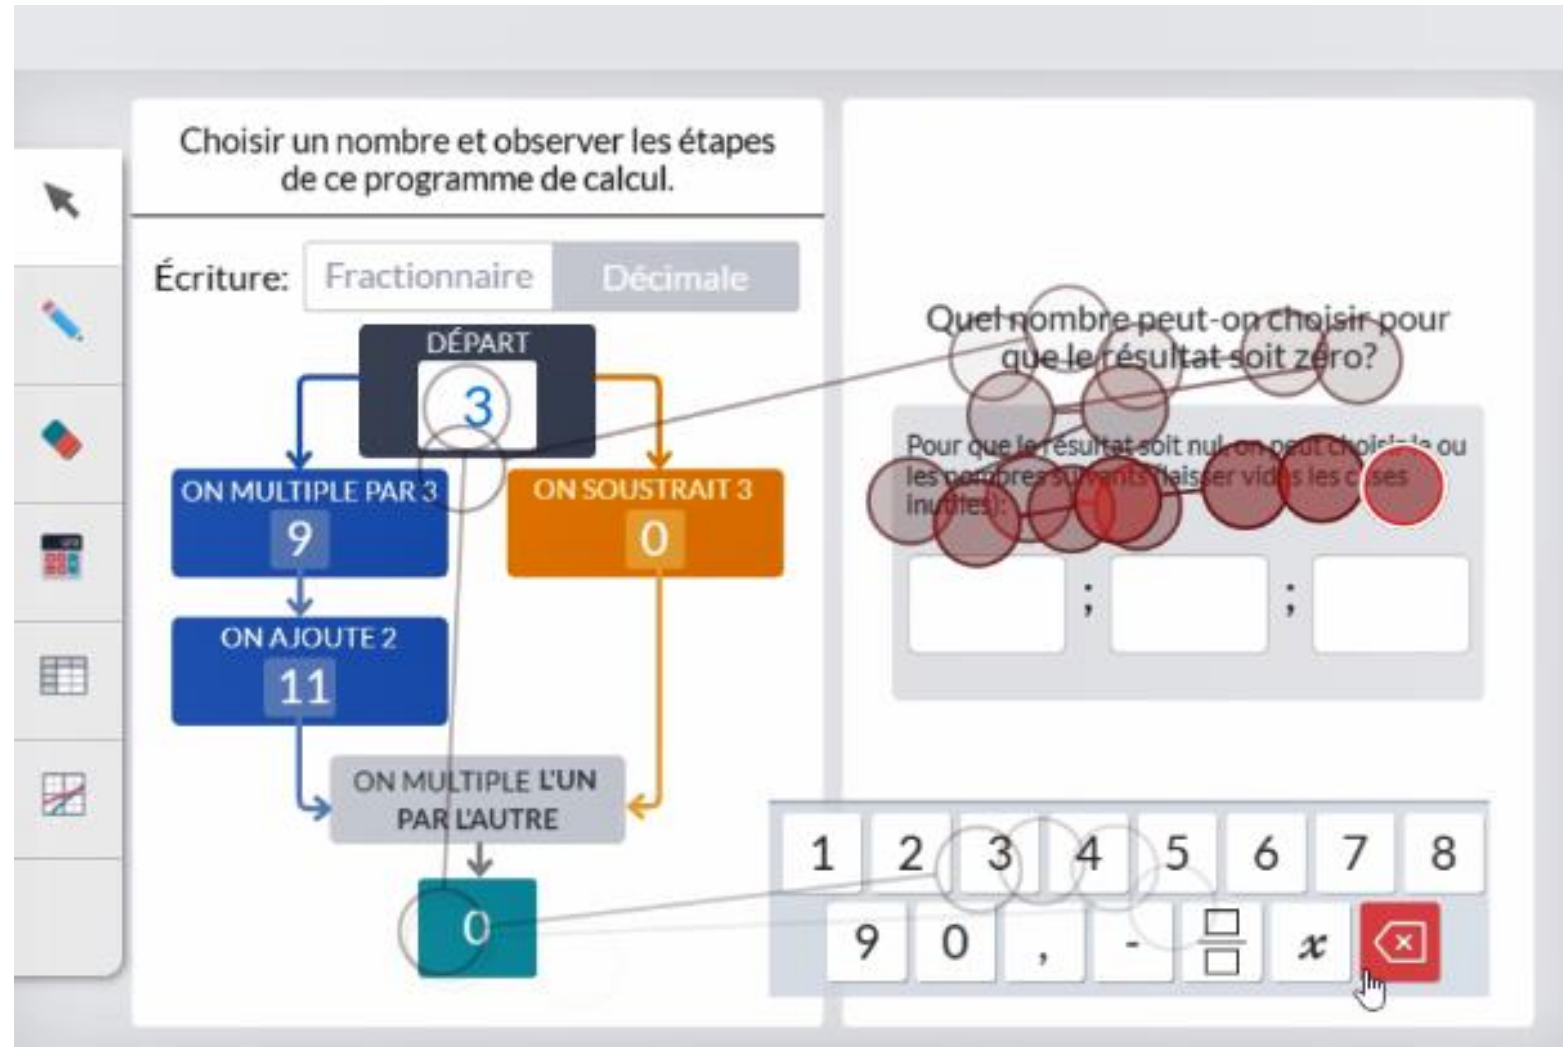 Choisir un nombre et observer les étapes
de ce programme de calcul.
Écriture:
Fractionnaire
Décimale
DÉPART
3
ON MULTIPLE PAR 3
9
ON SOUSTRAIT 3
0
ON AJOUTE 2
11
ON MULTIPLE L'UN
PAR L'AUTRE
0
Quel nombre peut-on choisir pour
que le résultat soit zéro?
Pour que le résultat soit nul, on peut choisir le ou
les nombres suivants (laisser vides les cases
inutiles):
; ;
1 2 3 4 5 6 7 8
9 0 , - x